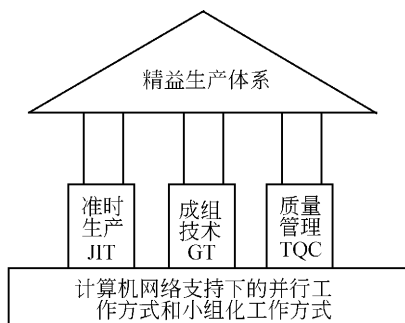 精益生产体系
准时
生产
JIT
成组
技术
GT
质量
管理
TQC
计算机网络支持下的并行工
作方式和小组化工作方式